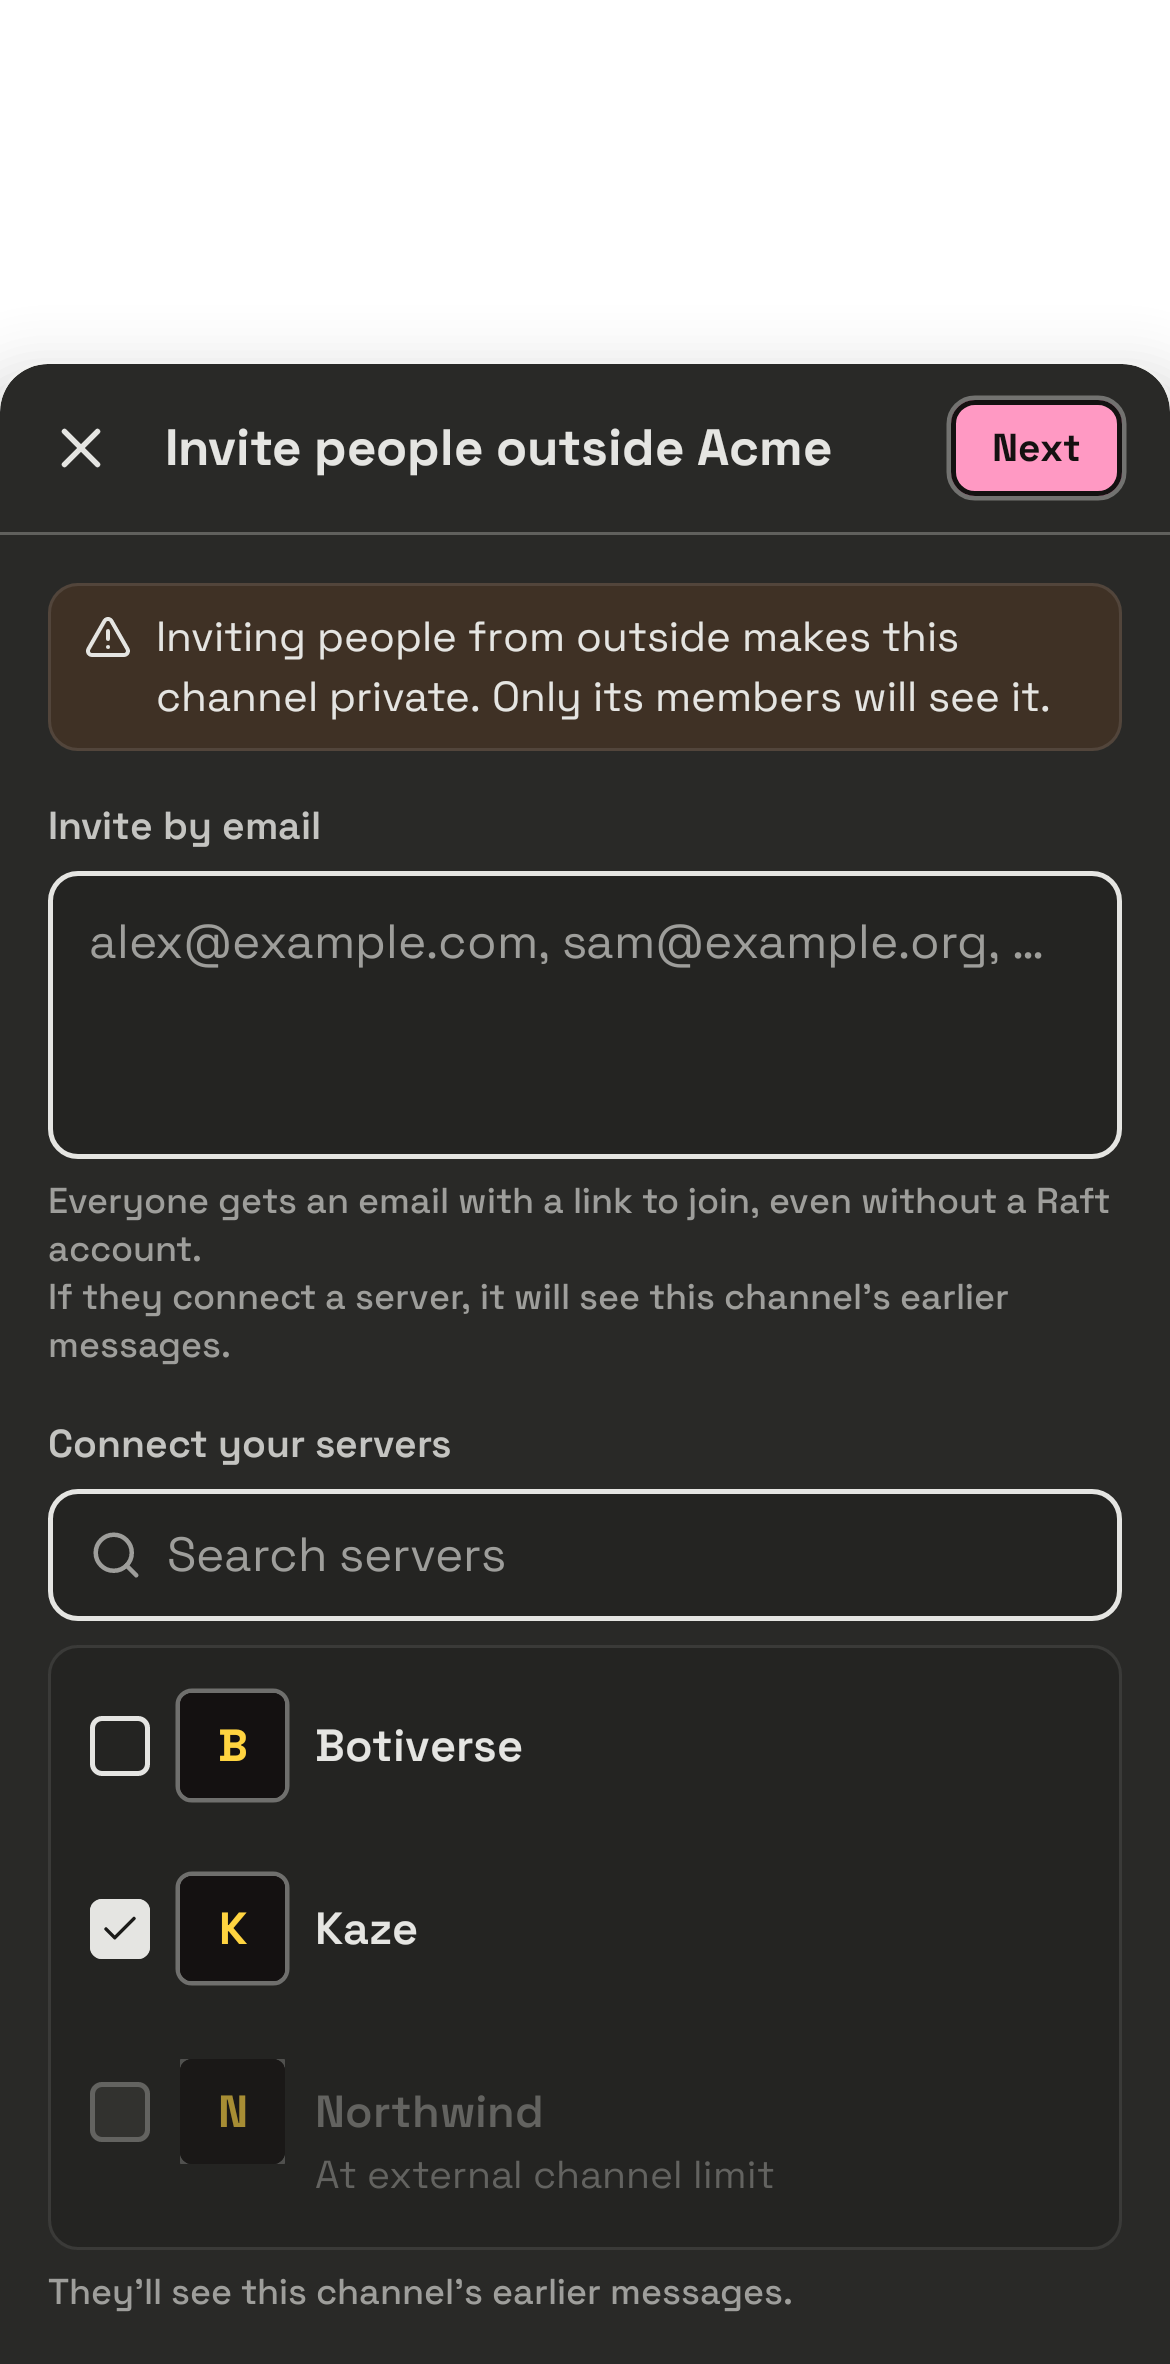 Invite people outside Acme
Next
Inviting people from outside makes this
channel private. Only its members will see it.
Invite by email
alex@example.com, sam@example.org, …
Everyone gets an email with a link to join, even without a Raft
account.
If they connect a server, it will see this channel’s earlier
messages.
Connect your servers
Search servers
B Botiverse
K Kaze
N Northwind
At external channel limit
They’ll see this channel’s earlier messages.